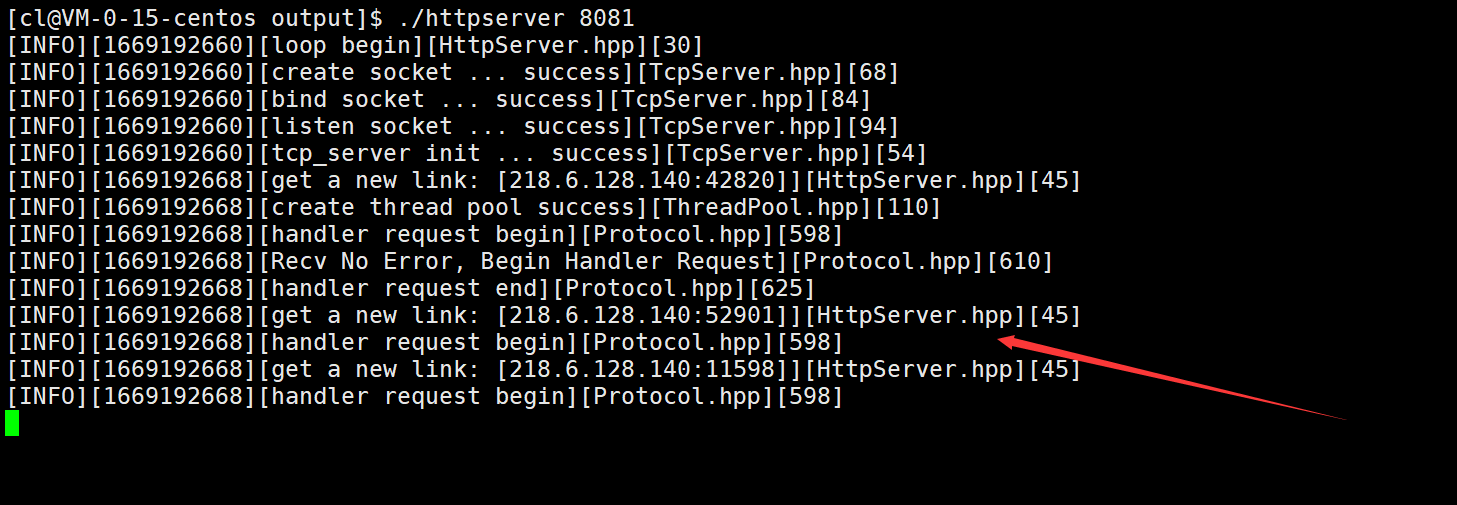 [cl@VM-0-15-centos output]$ ./httpserver 8081
[INFO][1669192660][loop begin][HttpServer.hpp][30]
[INFO][1669192660][create socket ... success][TcpServer.hpp][68]
[INFO][1669192660][bind socket ... success][TcpServer.hpp][84]
[INFO][1669192660][listen socket ... success][TcpServer.hpp][94]
[INFO][1669192660][tcp_server init ... success][TcpServer.hpp][54]
[INFO][1669192668][get a new link: [218.6.128.140:42820]][HttpServer.hpp][45]
[INFO][1669192668][create thread pool success][ThreadPool.hpp][110]
[INFO][1669192668][handler request begin][Protocol.hpp][598]
[INFO][1669192668][Recv No Error, Begin Handler Request][Protocol.hpp][610]
[INFO][1669192668][handler request end][Protocol.hpp][625]
[INFO][1669192668][get a new link: [218.6.128.140:52901]][HttpServer.hpp][45]
[INFO][1669192668][handler request begin][Protocol.hpp][598]
[INFO][1669192668][get a new link: [218.6.128.140:11598]][HttpServer.hpp][45]
[INFO][1669192668][handler request begin][Protocol.hpp][598]